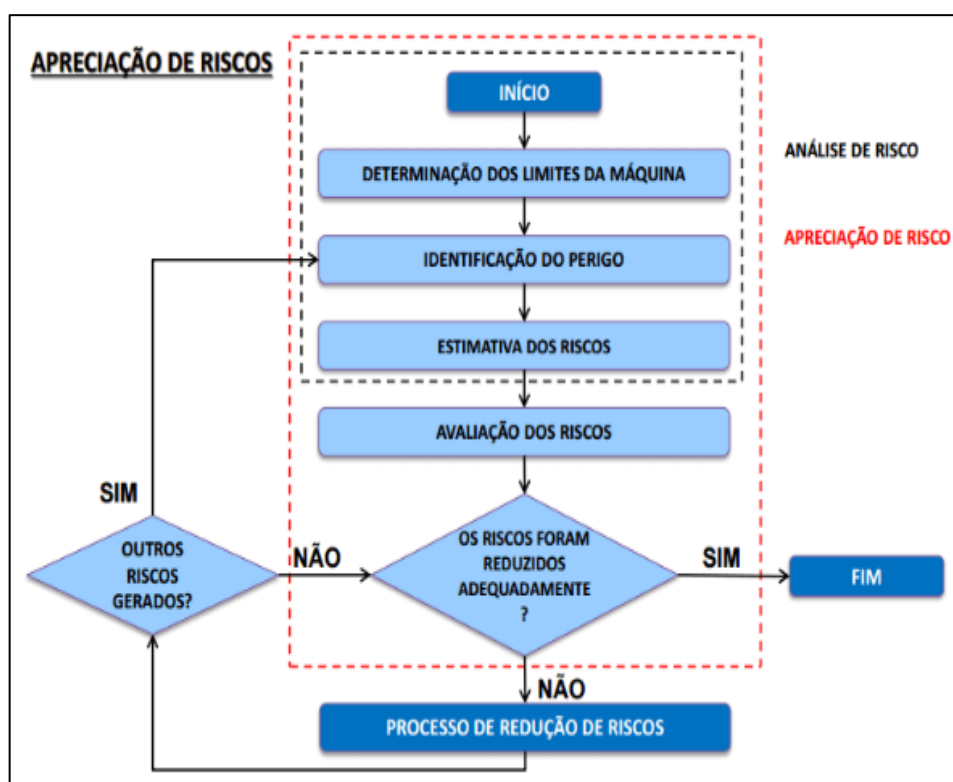 APRECIAÇÃO DE RISCOS
INÍCIO
ANÁLISE DE RISCO
DETERMINAÇÃO DOS LIMITES DA MÁQUINA
APRECIAÇÃO DE RISCO
IDENTIFICAÇÃO DO PERIGO
ESTIMATIVA DOS RISCOS
AVALIAÇÃO DOS RISCOS
SIM
OUTROS
RISCOS
GERADOS?
NÃO
OS RISCOS FORAM
REDUZIDOS
ADEQUADAMENTE
?
SIM
FIM
NÃO
PROCESSO DE REDUÇÃO DE RISCOS